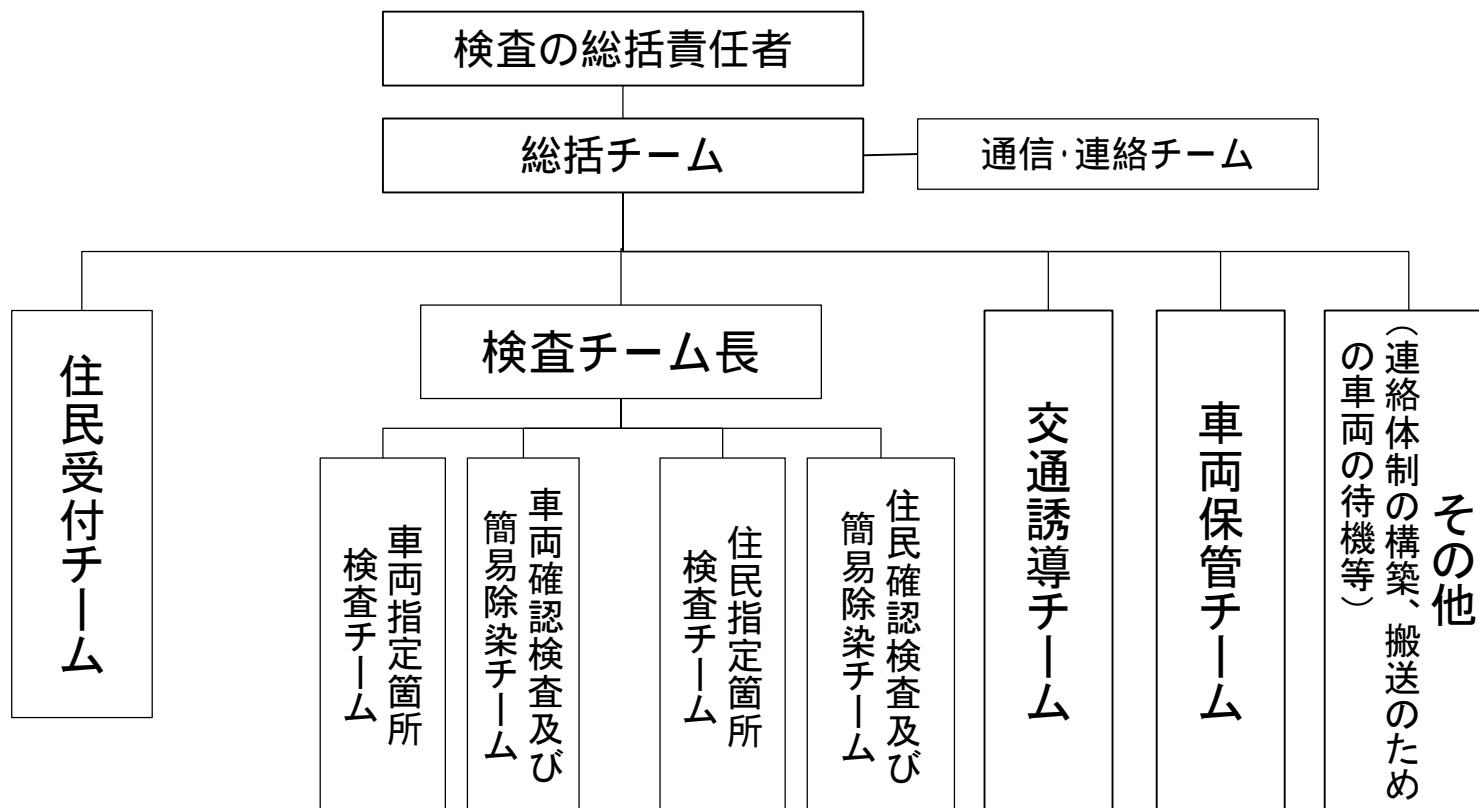 検査の総括責任者
総括チーム
通信・連絡チーム
住民受付チーム
検査チーム長
車両指定箇所
検査チーム
車両確認検査及び
簡易除染チーム
住民指定箇所
検査チーム
住民確認検査及び
簡易除染チーム
交通誘導チーム
車両保管チーム
その他
（連絡体制の構築、搬送のため
の車両の待機等）